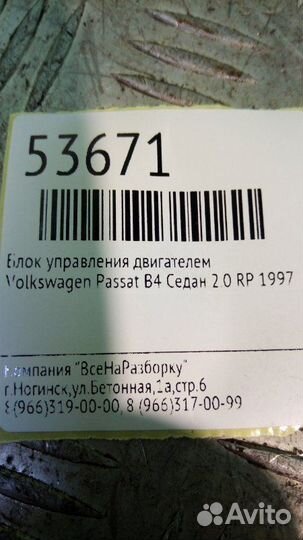 53671
Блок управления двигателем
Volkswagen Passat B4 Седан 2.0 RP 1997
Компания "ВсеНаРазборку"
г.Ногинск,ул.Бетонная,1а,стр.6
8(966)319-00-00, 8 (966)317-00-99
Avito